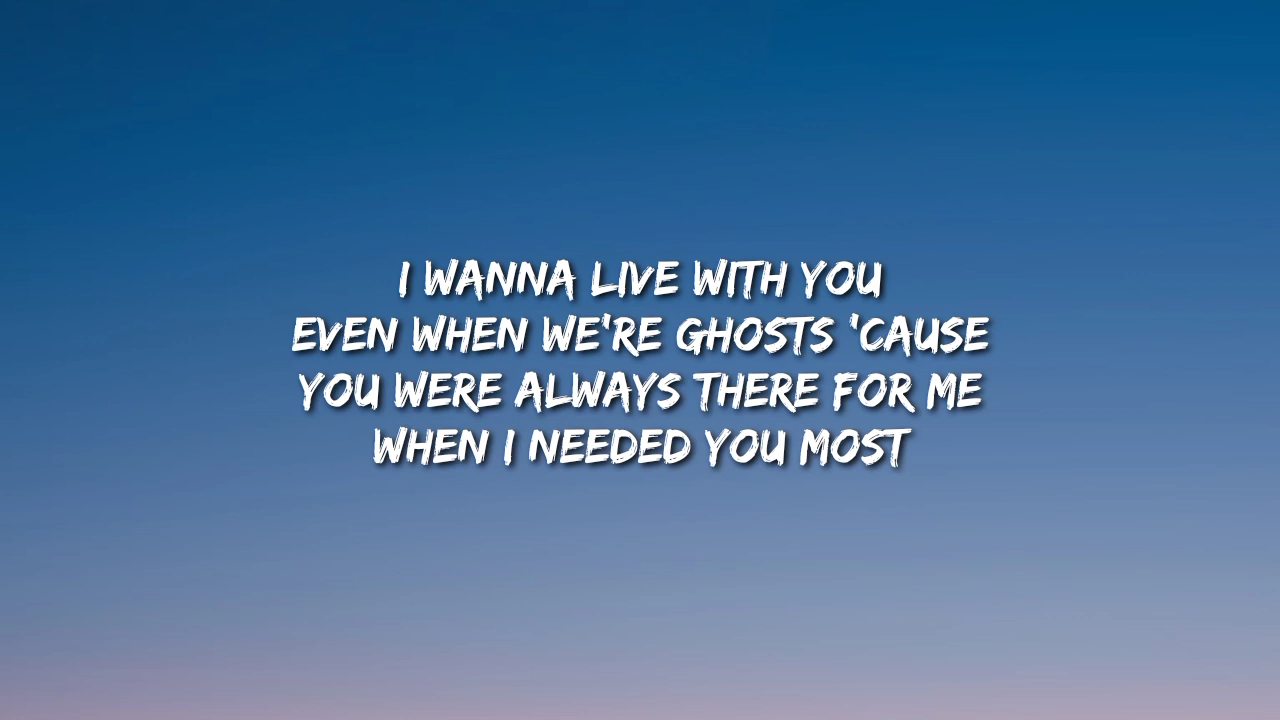 I WANNA LIVE WITH YOU
EVEN WHEN WE'RE GHOSTS 'CAUSE
YOU WERE ALWAYS THERE FOR ME
WHEN I NEEDED YOU MOST